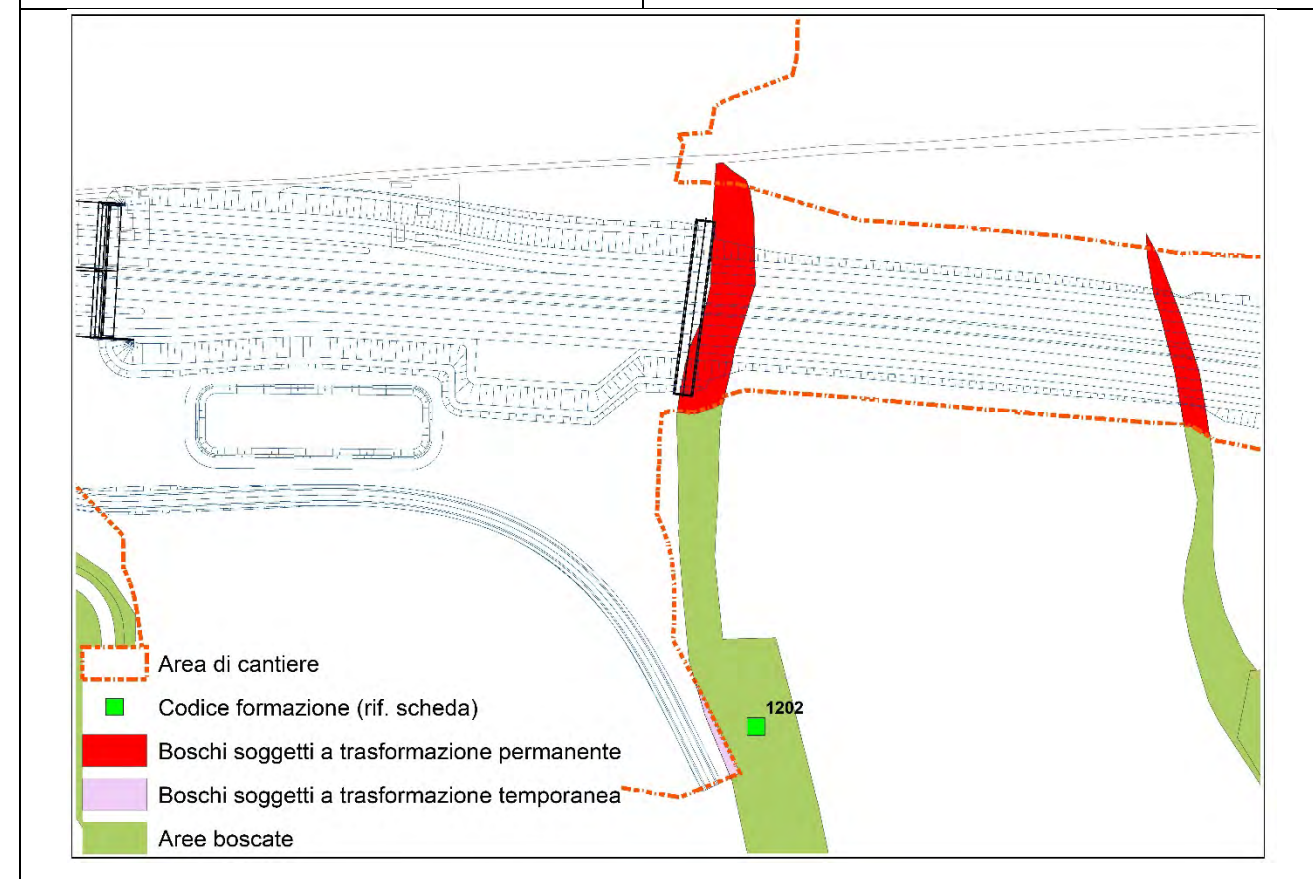 1202
Area di cantiere
Codice formazione (rif. scheda)
Boschi soggetti a trasformazione permanente
Boschi soggetti a trasformazione temporanea
Aree boscate